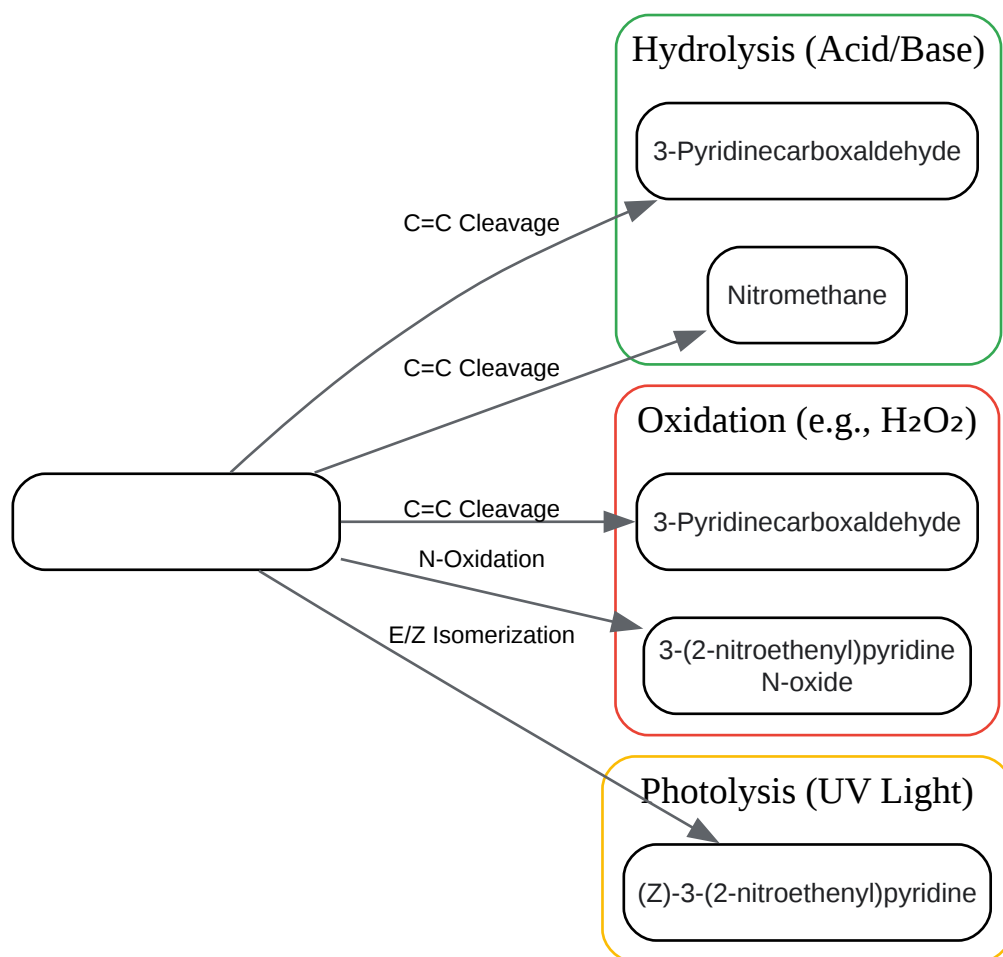 Hydrolysis (Acid/Base)
3-Pyridinecarboxaldehyde
C=C Cleavage
Nitromethane
C=C Cleavage
Oxidation (e.g., H₂O₂)
C=C Cleavage
3-Pyridinecarboxaldehyde
N-Oxidation
E/Z Isomerization
3-(2-nitroethenyl)pyridine
N-oxide
Photolysis (UV Light)
(Z)-3-(2-nitroethenyl)pyridine